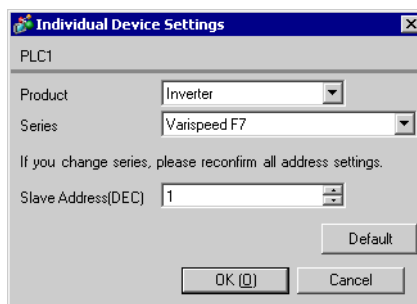 Individual Device Settings
PLC1
Product Inverter
Series Varispeed F7
If you change series, please reconfirm all address settings.
Slave Address(DEC) 1
Default
OK (O) Cancel